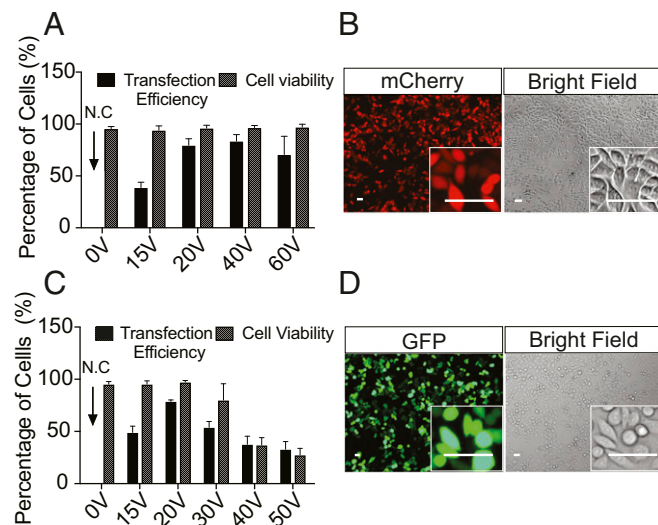 A
Percentage of Cells (%)
150
100
50
0
Transfection Efficiency
Cell viability
N.C
0V 15V 20V 40V 60V
B
mCherry
Bright Field
C
Percentage of Cellls (%)
150
100
50
0
Transfection Efficiency
Cell Viability
N.C
0V 15V 20V 30V 40V 50V
D
GFP
Bright Field